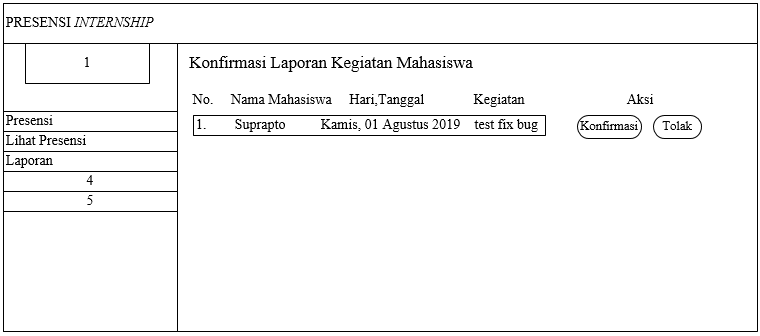 PRESENSI INTERNSHIP
1
Presensi
Lihat Presensi
Laporan
4
5
Konfirmasi Laporan Kegiatan Mahasiswa
No. Nama Mahasiswa Hari,Tanggal Kegiatan Aksi
1. Suprapto Kamis, 01 Agustus 2019 test fix bug Konfirmasi Tolak